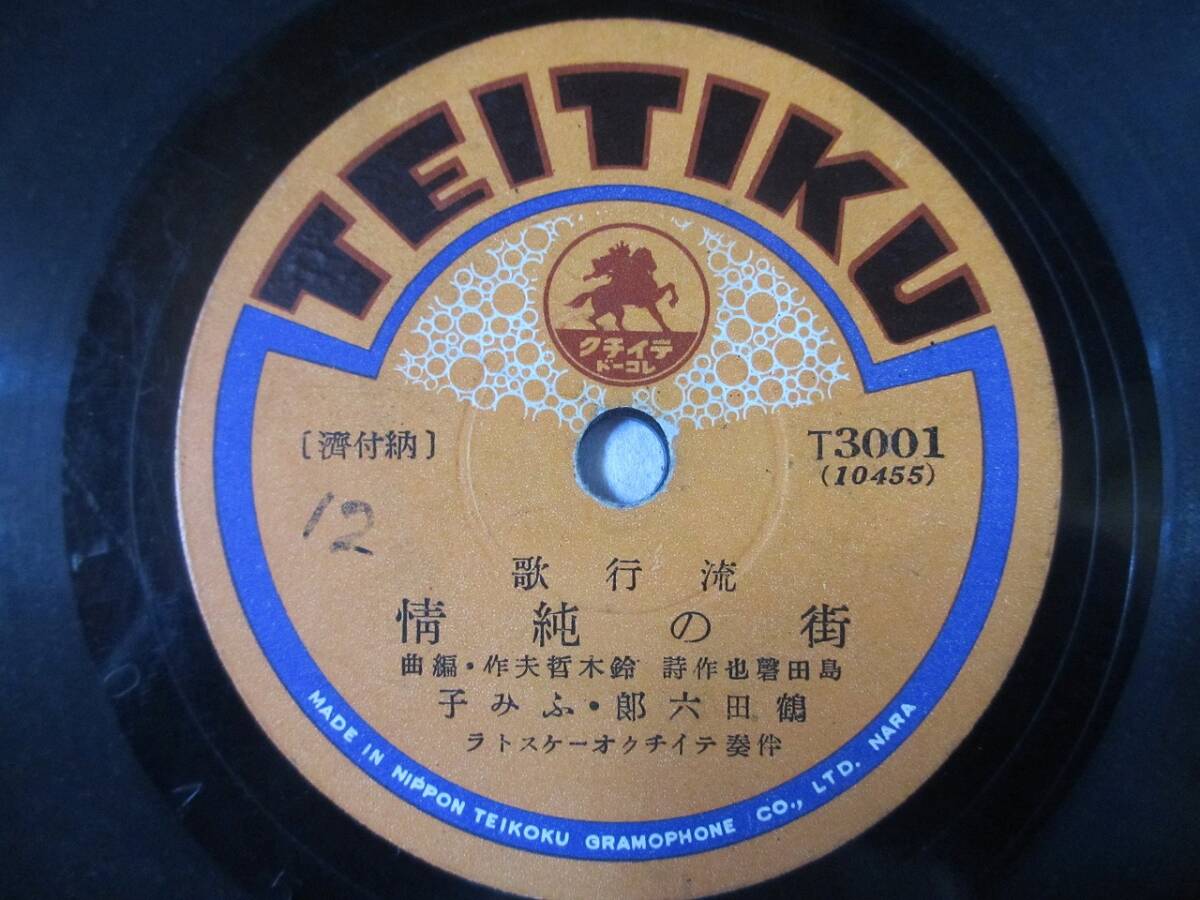 TEITIKU
テイチク
レコード
〔納付濟〕
T3001
(10455)
12
流行歌
街の純情
島田磬也作詩 鈴木哲夫作・編曲
鶴田六郎・ふみ子
伴奏テイチクオーケストラ
MADE IN NIPPON TEIKOKU GRAMOPHONE CO., LTD. NARA